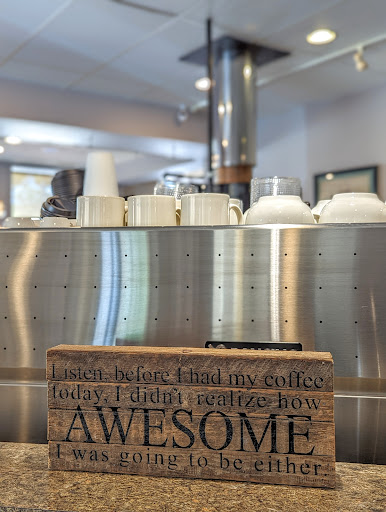 Listen, before I had my coffee
today, I didn't realize how
AWESOME
I was going to be either